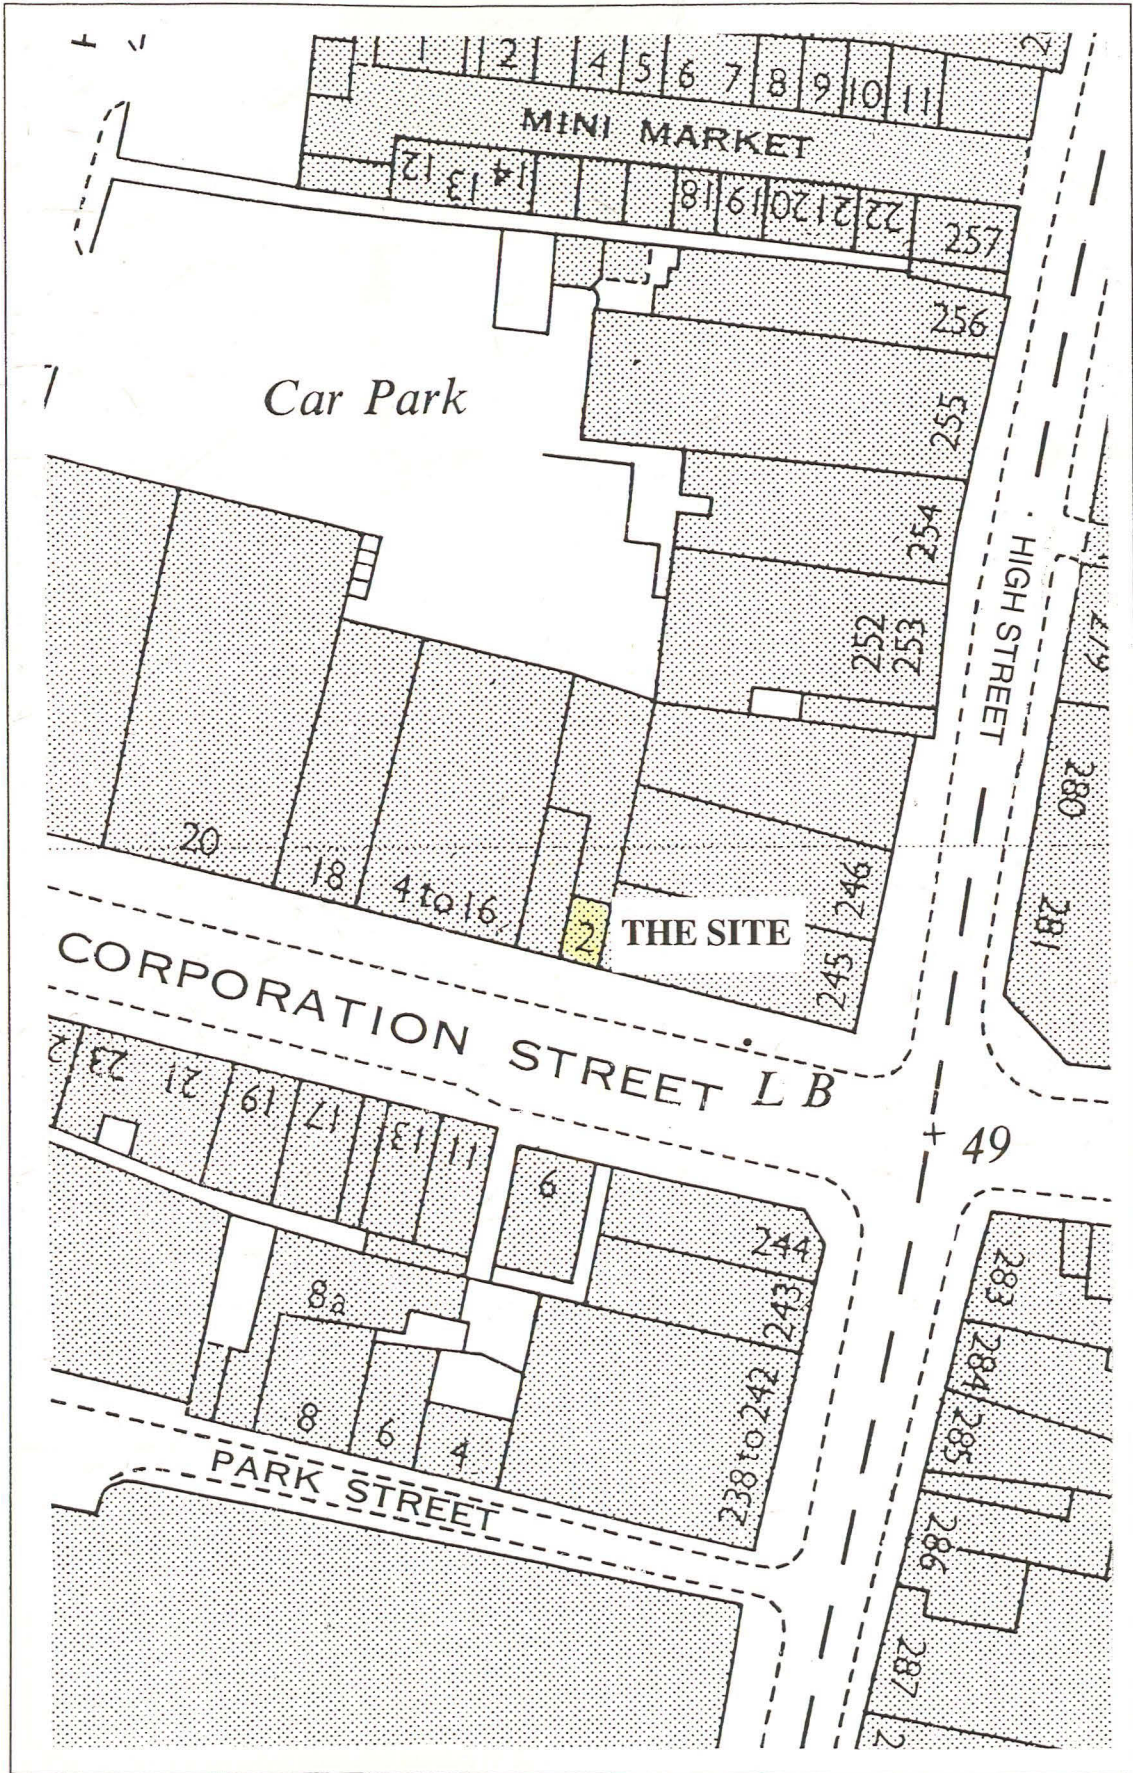 1 2 4 5 6 7 8 9 10 11
MINI MARKET
12 13 14 18 19 20 21 22 257
256
Car Park
255
254
HIGH STREET
252
253
279
280
20 18 4 to 16 246 281
2 THE SITE
245
CORPORATION STREET L B
49
23 21 19 17 13 11 6
244
243
283
8a
284
238 to 242
285
8 6 4
PARK STREET
286
287